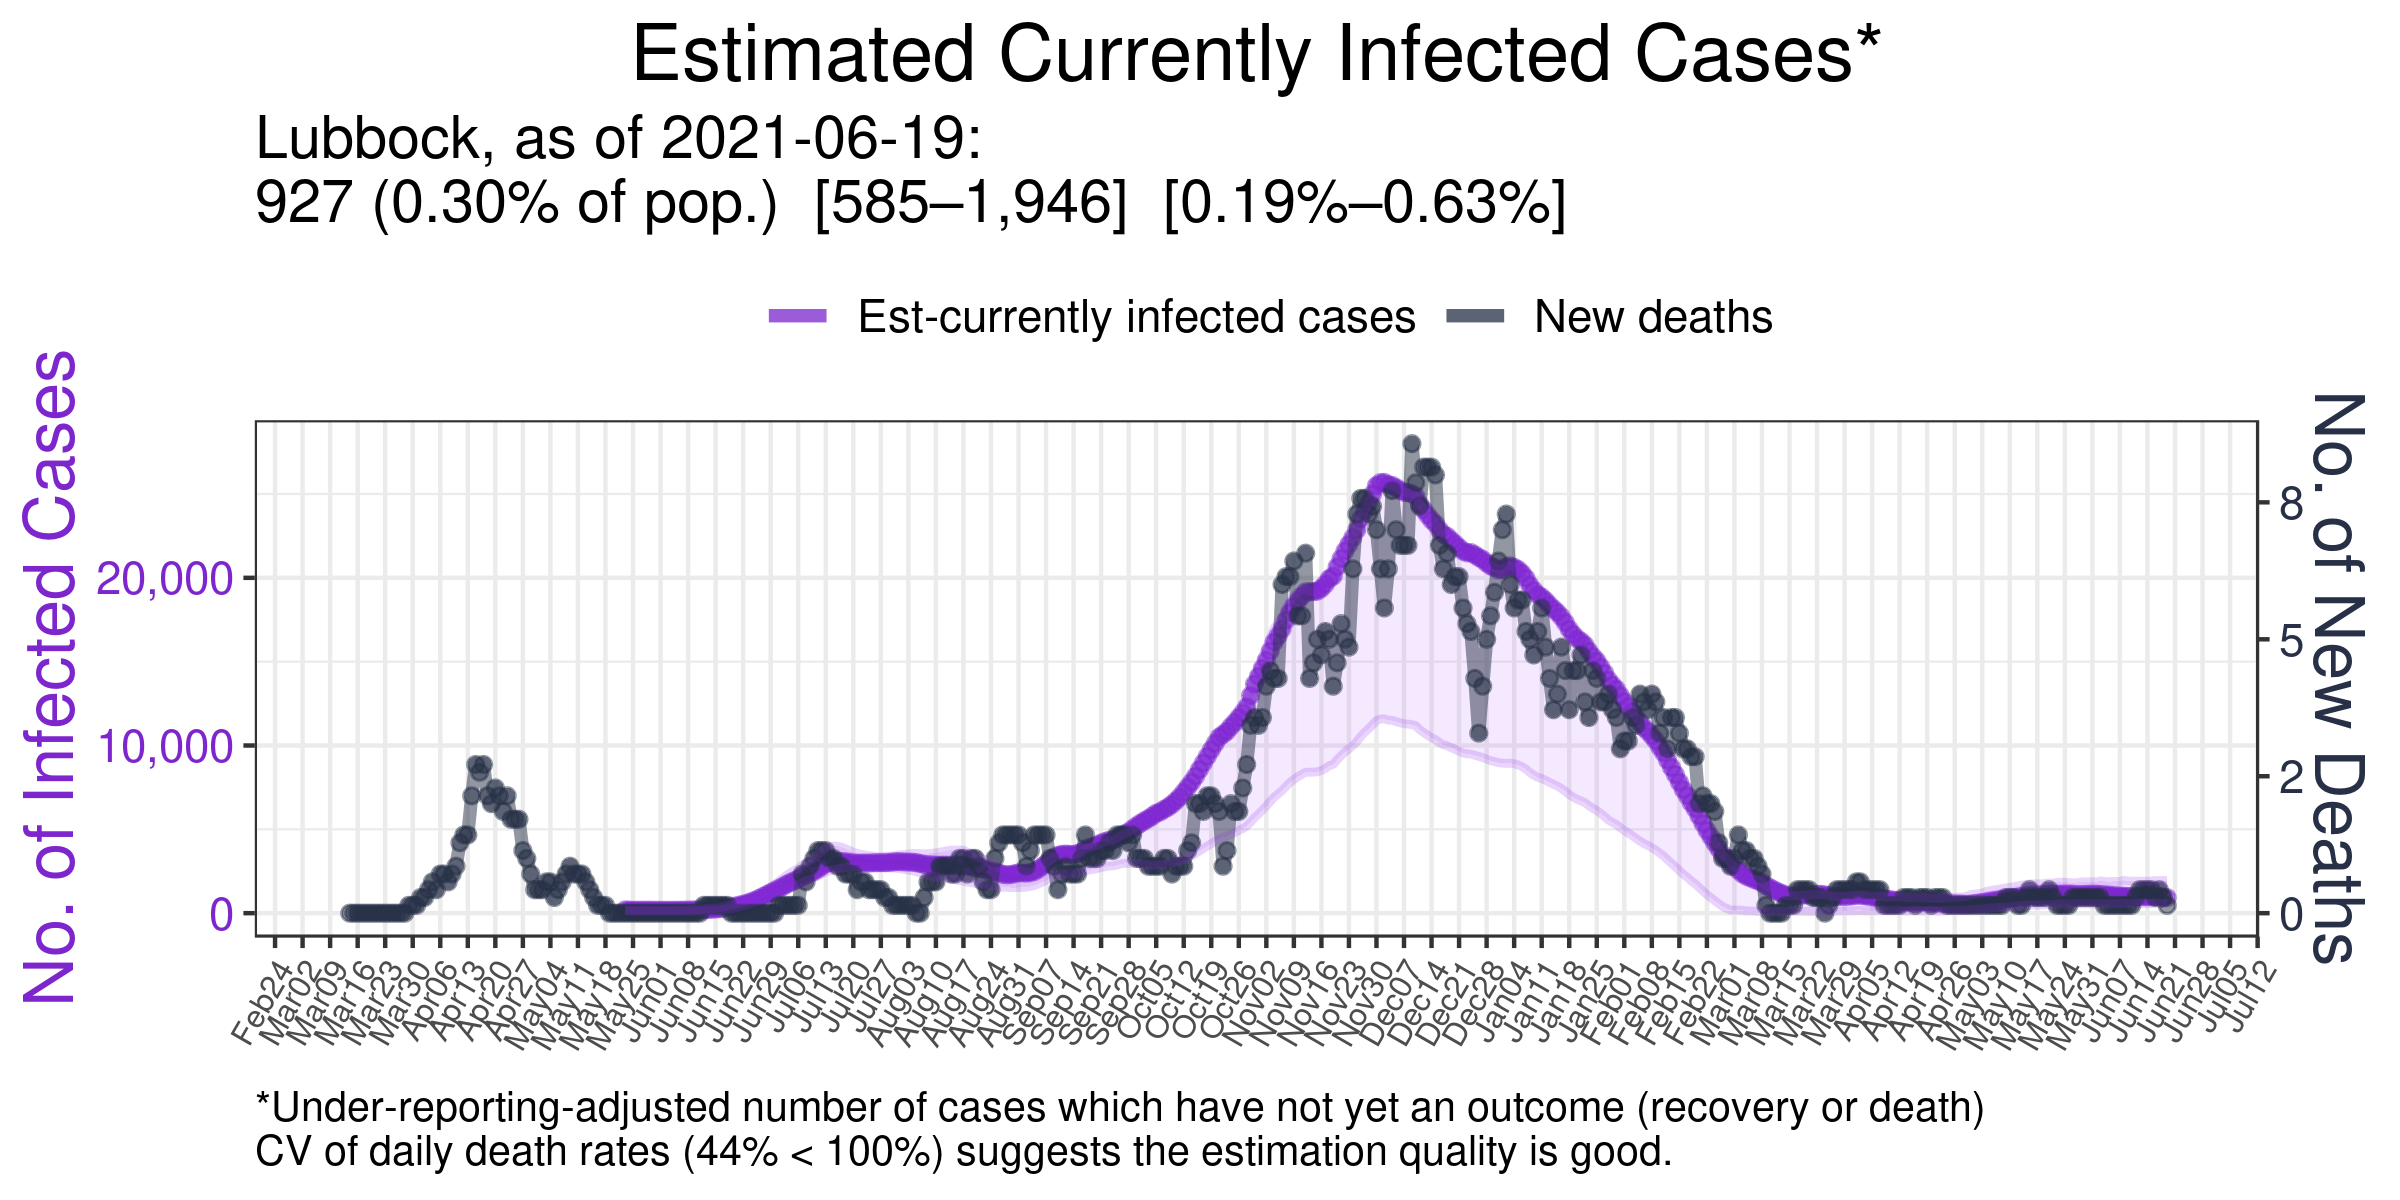 Estimated Currently Infected Cases*
Lubbock, as of 2021-06-19:
927 (0.30% of pop.)  [585–1,946]  [0.19%–0.63%]
Est-currently infected cases
New deaths
No. of Infected Cases
20,000
10,000
0
8
5
2
0
No. of New Deaths
Feb24
Mar02
Mar09
Mar16
Mar23
Mar30
Apr06
Apr13
Apr20
Apr27
May04
May11
May18
May25
Jun01
Jun08
Jun15
Jun22
Jun29
Jul06
Jul13
Jul20
Jul27
Aug03
Aug10
Aug17
Aug24
Aug31
Sep07
Sep14
Sep21
Sep28
Oct05
Oct12
Oct19
Oct26
Nov02
Nov09
Nov16
Nov23
Nov30
Dec07
Dec14
Dec21
Dec28
Jan04
Jan11
Jan18
Jan25
Feb01
Feb08
Feb15
Feb22
Mar01
Mar08
Mar15
Mar22
Mar29
Apr05
Apr12
Apr19
Apr26
May03
May10
May17
May24
May31
Jun07
Jun14
Jun21
Jun28
Jul05
Jul12
*Under-reporting-adjusted number of cases which have not yet an outcome (recovery or death)
CV of daily death rates (44% < 100%) suggests the estimation quality is good.